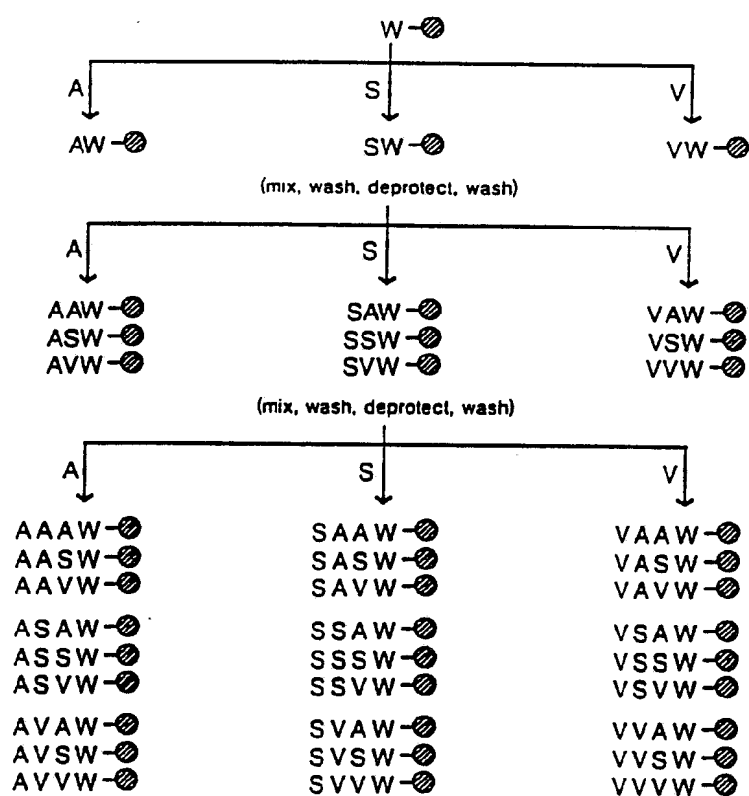 W
A S V
AW SW VW
(mix, wash, deprotect, wash)
A S V
AAW SAW VAW
ASW SSW VSW
AVW SVW VVW
(mix, wash, deprotect, wash)
A S V
AAAW SAAW VAAW
AASW SASW VASW
AAVW SAVW VAVW
ASAW SSAW VSAW
ASSW SSSW VSSW
ASVW SSVW VSVW
AVAW SVAW VVAW
AVSW SVSW VVSW
AVVW SVVW VVVW